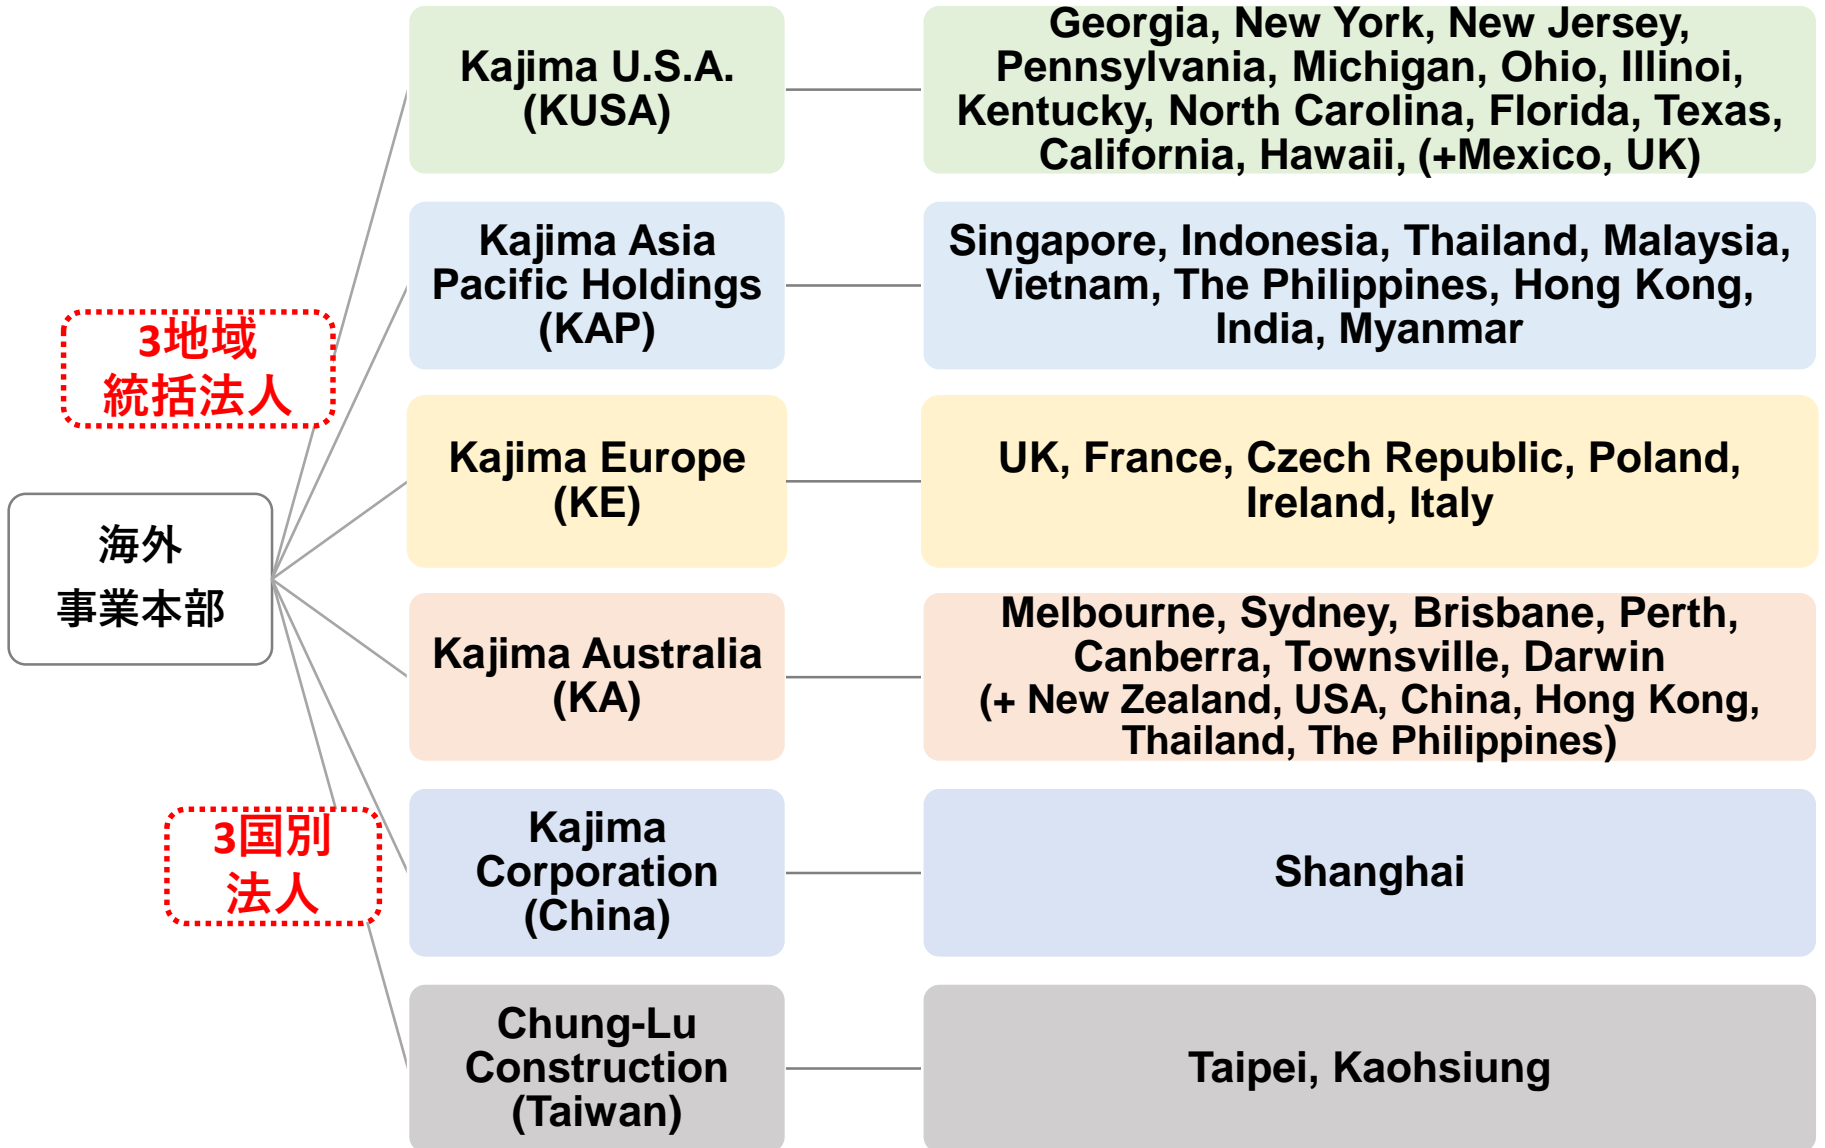 Kajima U.S.A.
(KUSA)
Georgia, New York, New Jersey,
Pennsylvania, Michigan, Ohio, Illinoi,
Kentucky, North Carolina, Florida, Texas,
California, Hawaii, (+Mexico, UK)
Kajima Asia
Pacific Holdings
(KAP)
Singapore, Indonesia, Thailand, Malaysia,
Vietnam, The Philippines, Hong Kong,
India, Myanmar
3地域
統括法人
Kajima Europe
(KE)
UK, France, Czech Republic, Poland,
Ireland, Italy
海外
事業本部
Kajima Australia
(KA)
Melbourne, Sydney, Brisbane, Perth,
Canberra, Townsville, Darwin
(+ New Zealand, USA, China, Hong Kong,
Thailand, The Philippines)
3国別
法人
Kajima
Corporation
(China)
Shanghai
Chung-Lu
Construction
(Taiwan)
Taipei, Kaohsiung